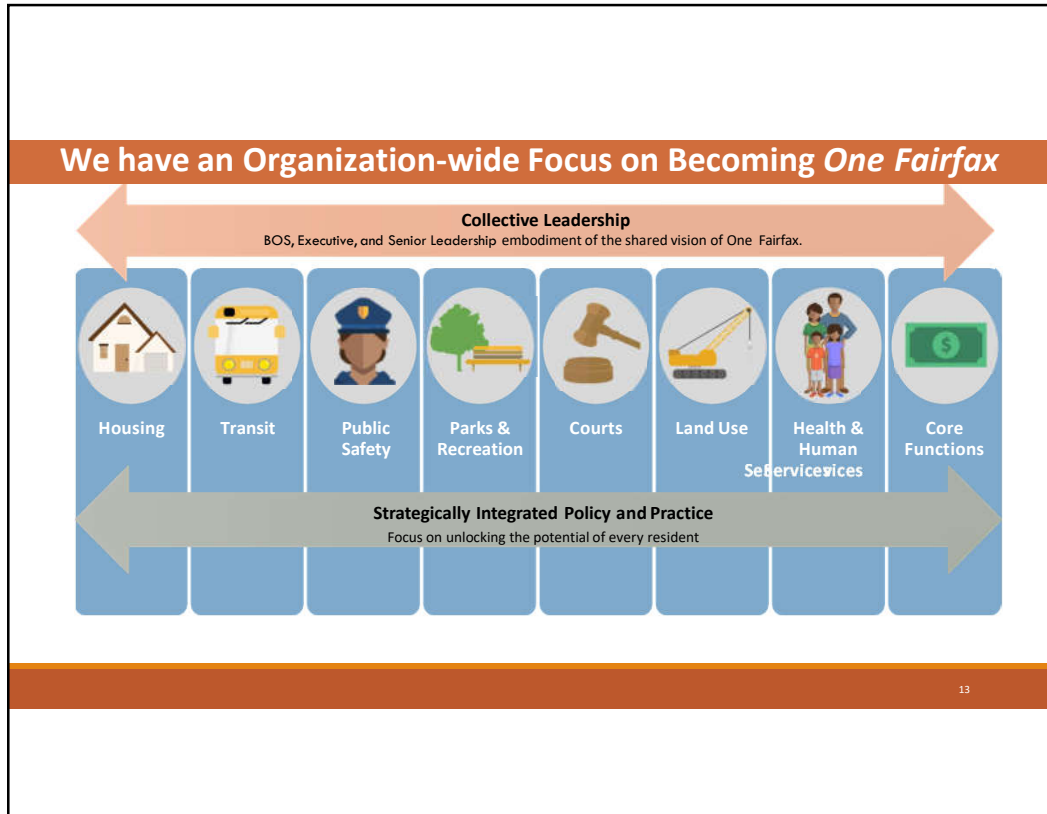 We have an Organization-wide Focus on Becoming One Fairfax
Collective Leadership
BOS, Executive, and Senior Leadership embodiment of the shared vision of One Fairfax.
$
Housing
Transit
Public
Safety
Parks &
Recreation
Courts
Land Use
Health &
Human
Services
Core
Functions
Strategically Integrated Policy and Practice
Focus on unlocking the potential of every resident
13